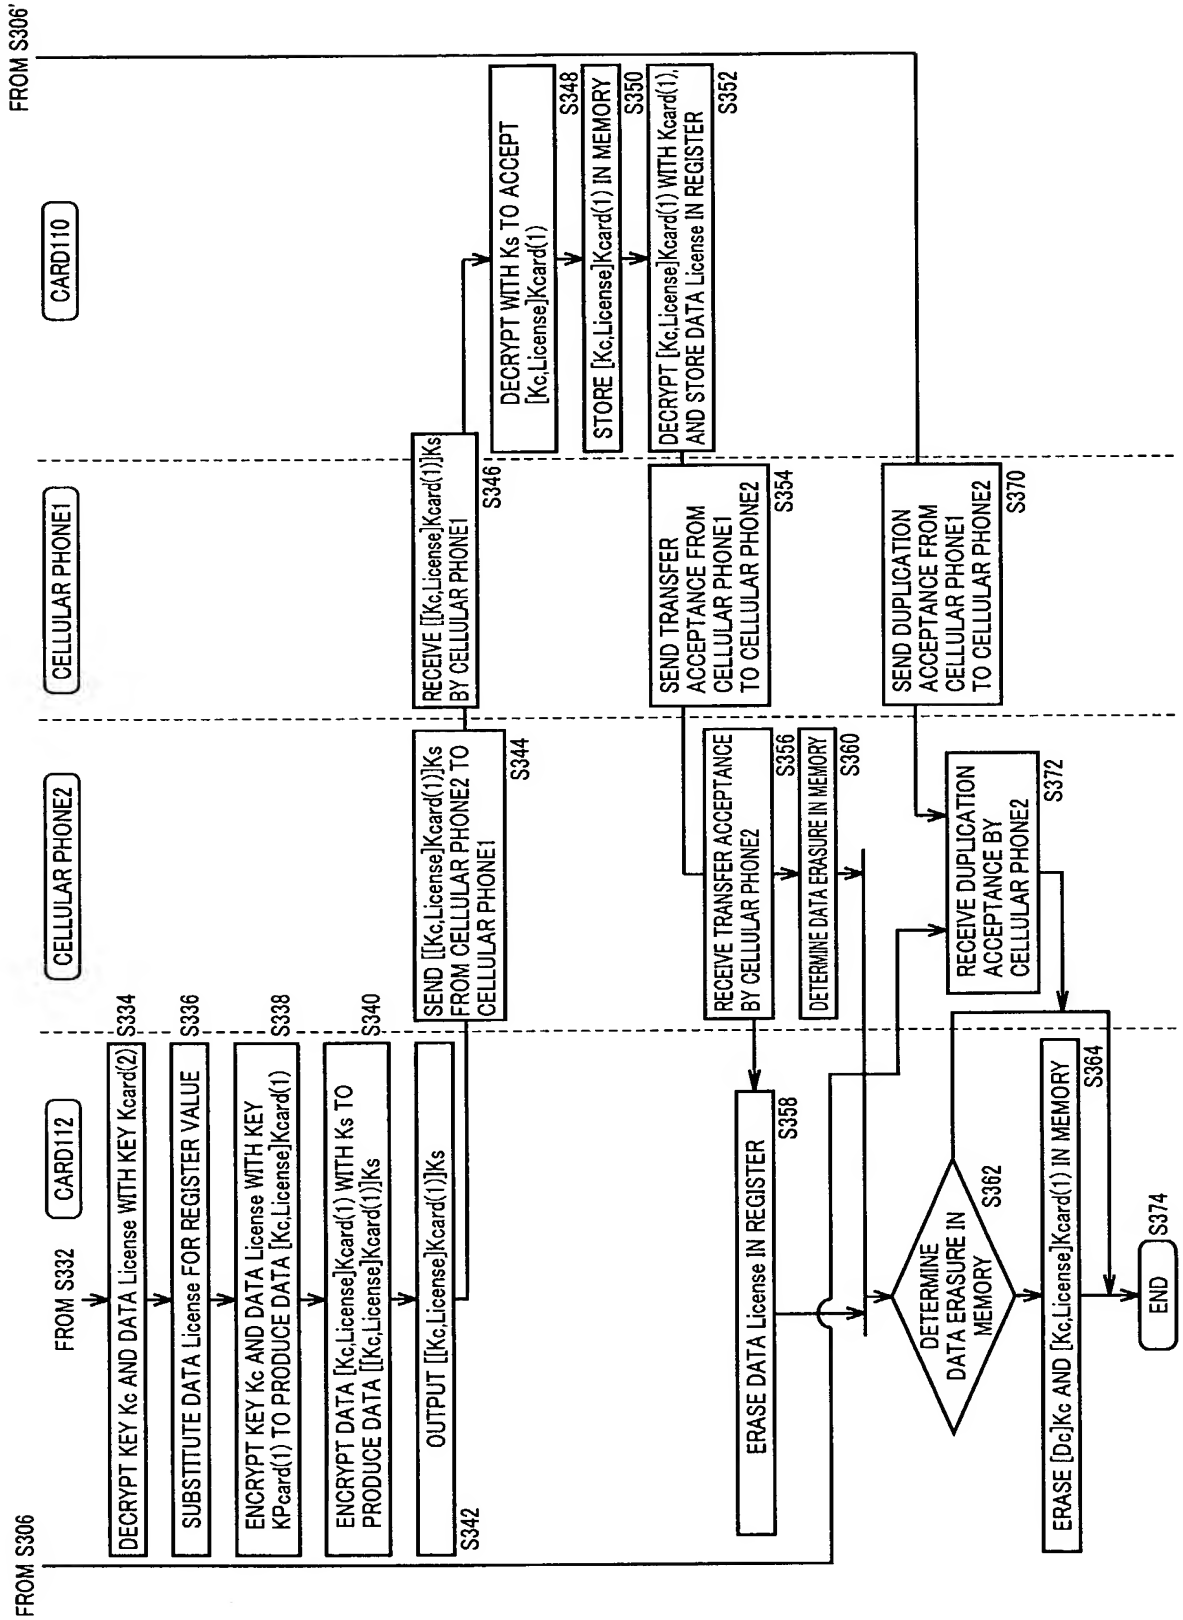 FROM S306
FROM S306'
CARD112
CELLULAR PHONE2
CELLULAR PHONE1
CARD110
FROM S332
DECRYPT KEY Kc AND DATA License WITH KEY Kcard(2)
S334
SUBSTITUTE DATA License FOR REGISTER VALUE
S336
ENCRYPT KEY Kc AND DATA License WITH KEY
KPcard(1) TO PRODUCE DATA [Kc,License]Kcard(1)
S338
ENCRYPT DATA [Kc,License]Kcard(1) WITH Ks TO
PRODUCE DATA [[Kc,License]Kcard(1)]Ks
S340
OUTPUT [[Kc,License]Kcard(1)]Ks
S342
SEND [[Kc,License]Kcard(1)]Ks
FROM CELLULAR PHONE2 TO
CELLULAR PHONE1
S344
RECEIVE [[Kc,License]Kcard(1)]Ks
BY CELLULAR PHONE1
S346
DECRYPT WITH Ks TO ACCEPT
[Kc,License]Kcard(1)
S348
STORE [Kc,License]Kcard(1) IN MEMORY
S350
DECRYPT [Kc,License]Kcard(1) WITH Kcard(1),
AND STORE DATA License IN REGISTER
S352
SEND TRANSFER
ACCEPTANCE FROM
CELLULAR PHONE1
TO CELLULAR PHONE2
S354
RECEIVE TRANSFER ACCEPTANCE
BY CELLULAR PHONE2
S356
ERASE DATA License IN REGISTER
S358
DETERMINE DATA ERASURE IN MEMORY
S360
DETERMINE
DATA ERASURE IN
MEMORY
S362
ERASE [Dc]Kc AND [Kc,License]Kcard(1) IN MEMORY
S364
SEND DUPLICATION
ACCEPTANCE FROM
CELLULAR PHONE1
TO CELLULAR PHONE2
S370
RECEIVE DUPLICATION
ACCEPTANCE BY
CELLULAR PHONE2
S372
END
S374